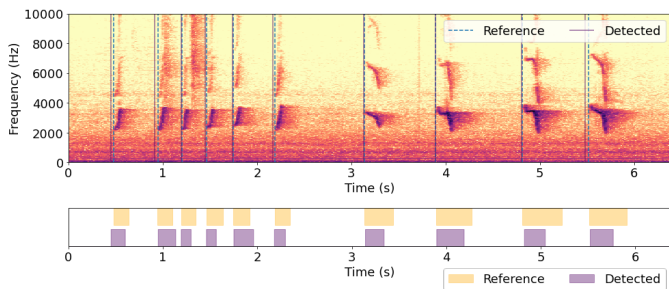 10000
8000
6000
4000
2000
0
Frequency (Hz)
Reference Detected
0 1 2 3 4 5 6
Time (s)
0 1 2 3 4 5 6
Time (s)
Reference Detected